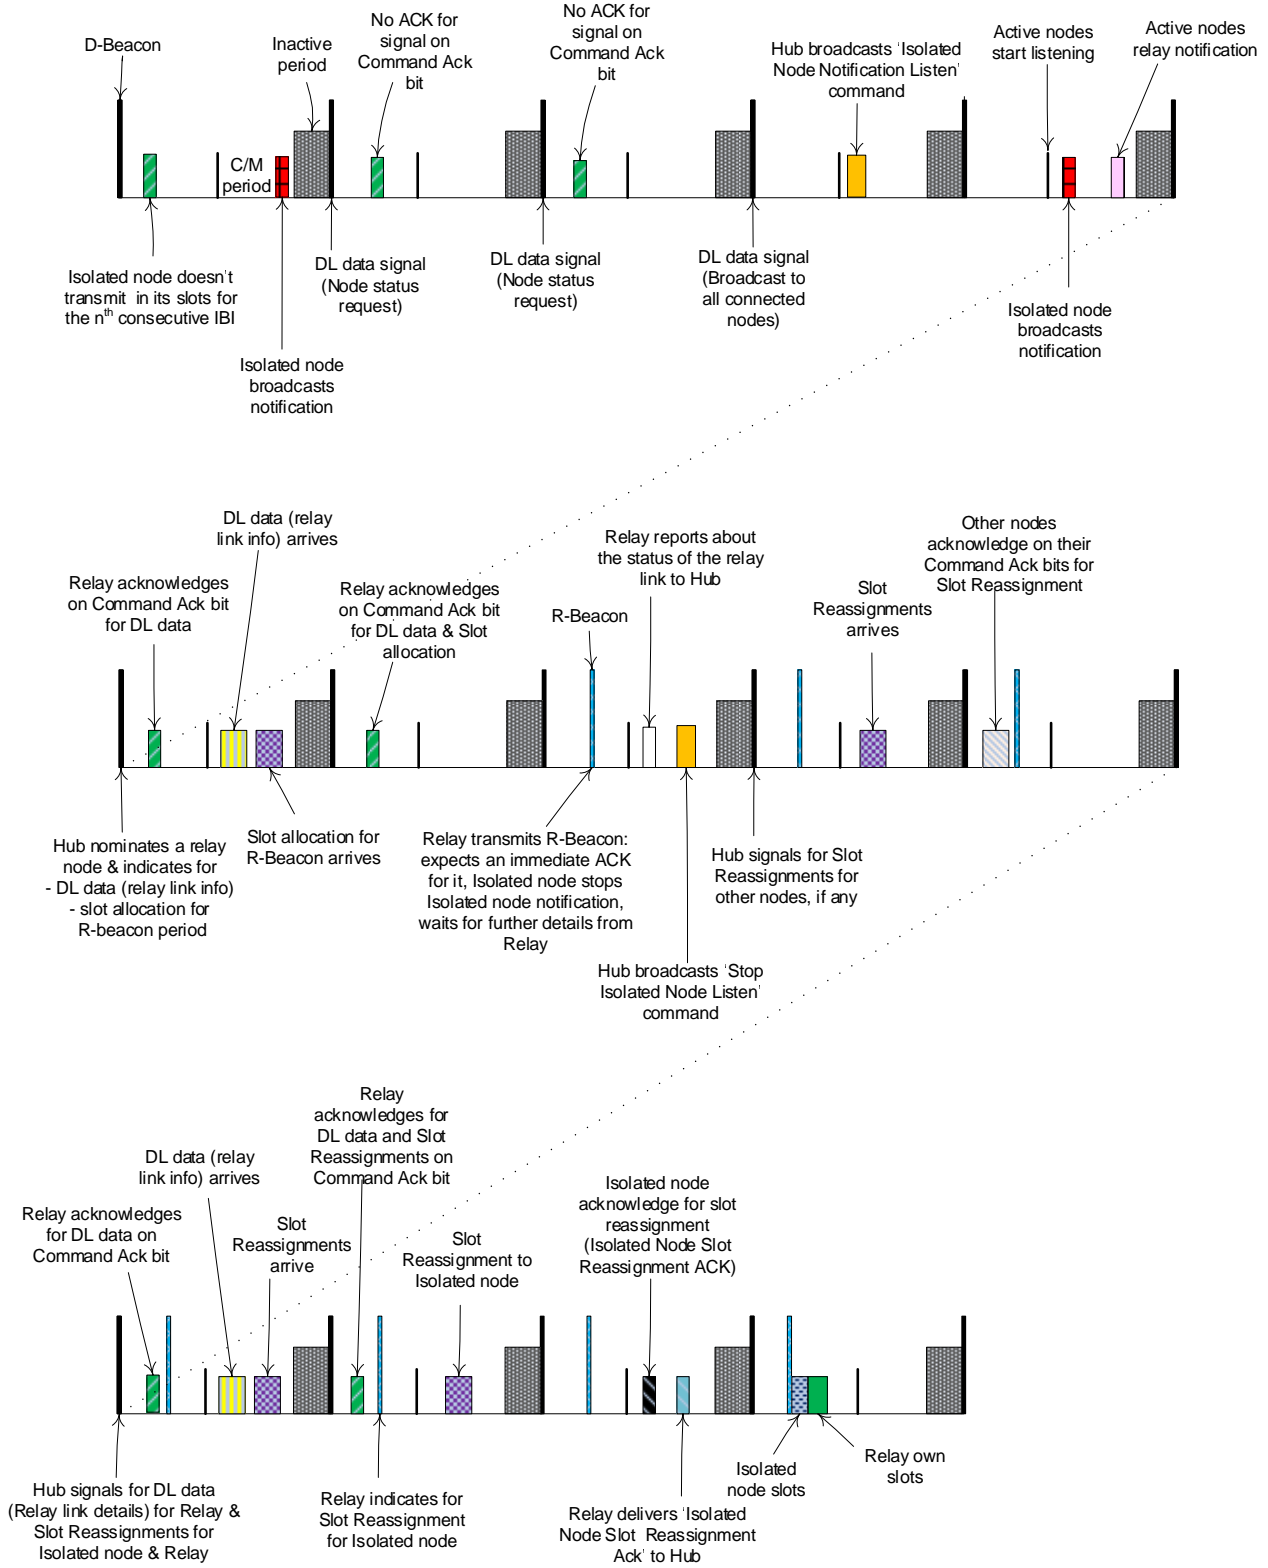 D-Beacon
Inactive
period
No ACK for
signal on
Command Ack
bit
No ACK for
signal on
Command Ack
bit
Hub broadcasts 'Isolated
Node Notification Listen'
command
Active nodes
start listening
Active nodes
relay notification
C/M
period
Isolated node doesn't
transmit in its slots for
the nth consecutive IBI
Isolated node
broadcasts
notification
DL data signal
(Node status
request)
DL data signal
(Node status
request)
DL data signal
(Broadcast to
all connected
nodes)
Isolated node
broadcasts
notification
Relay acknowledges
on Command Ack bit
for DL data
DL data (relay
link info) arrives
Relay acknowledges
on Command Ack bit
for DL data & Slot
allocation
R-Beacon
Relay reports about
the status of the relay
link to Hub
Slot
Reassignments
arrives
Other nodes
acknowledge on their
Command Ack bits for
Slot Reassignment
Hub nominates a relay
node & indicates for
- DL data (relay link info)
- slot allocation for
R-beacon period
Slot allocation for
R-Beacon arrives
Relay transmits R-Beacon:
expects an immediate ACK
for it, Isolated node stops
Isolated node notification,
waits for further details from
Relay
Hub broadcasts 'Stop
Isolated Node Listen'
command
Hub signals for Slot
Reassignments for
other nodes, if any
Relay acknowledges
for DL data on
Command Ack bit
DL data (relay
link info) arrives
Slot
Reassignments
arrive
Relay
acknowledges for
DL data and Slot
Reassignments on
Command Ack bit
Slot
Reassignment to
Isolated node
Isolated node
acknowledge for slot
reassignment
(Isolated Node Slot
Reassignment ACK)
Hub signals for DL data
(Relay link details) for Relay &
Slot Reassignments for
Isolated node & Relay
Relay indicates for
Slot Reassignment
for Isolated node
Relay delivers 'Isolated
Node Slot Reassignment
Ack' to Hub
Isolated
node slots
Relay own
slots